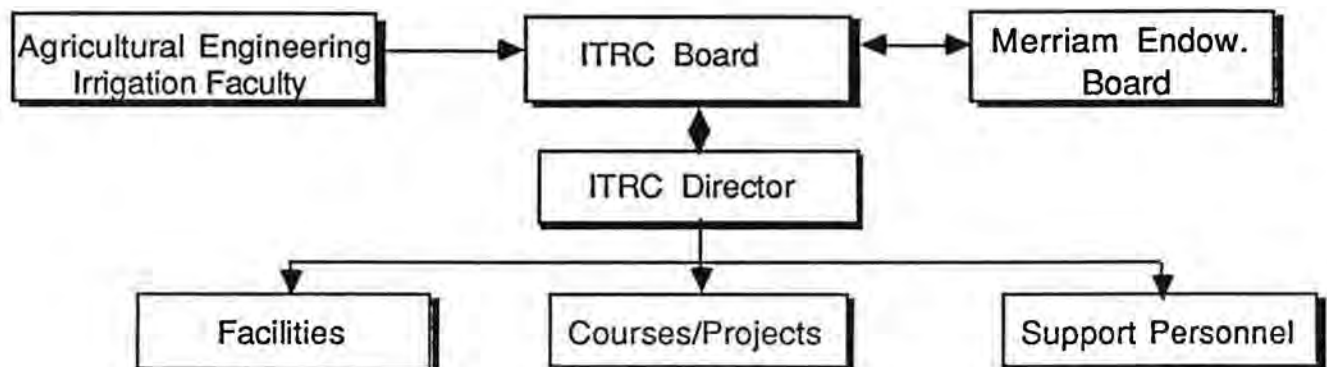 Agricultural Engineering
Irrigation Faculty
ITRC Board
Merriam Endow.
Board
ITRC Director
Facilities
Courses/Projects
Support Personnel